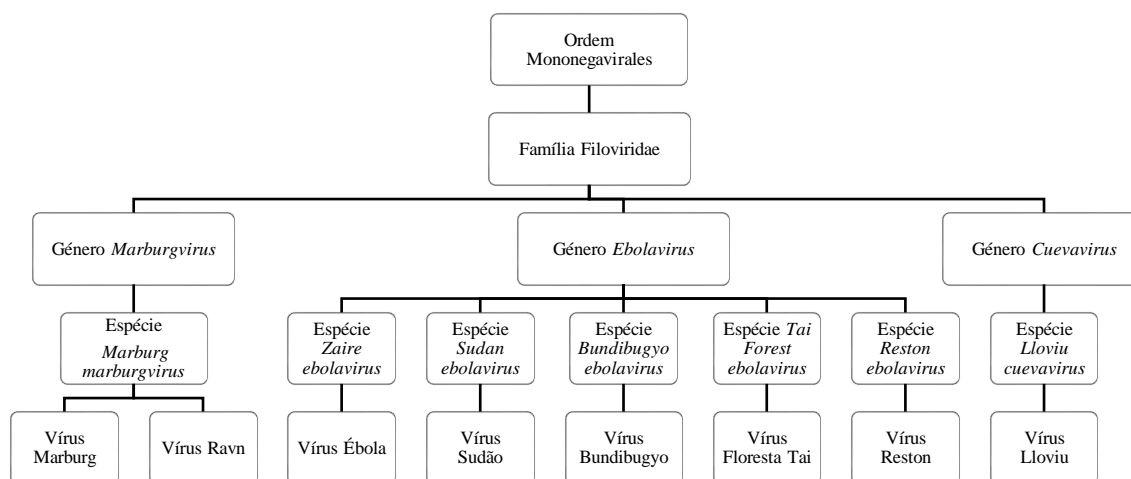 Ordem
Mononegavirales
Família Filoviridae
Género Marburgvirus
Género Ebolavirus
Género Cuevavirus
Espécie
Marburg
marburgvirus
Espécie
Zaire
ebolavirus
Espécie
Sudan
ebolavirus
Espécie
Bundibugyo
ebolavirus
Espécie Tai
Forest
ebolavirus
Espécie
Reston
ebolavirus
Espécie
Lloviu
cuevavirus
Vírus
Marburg
Vírus Ravn
Vírus Ébola
Vírus
Sudão
Vírus
Bundibugyo
Vírus
Floresta Tai
Vírus
Reston
Vírus
Lloviu